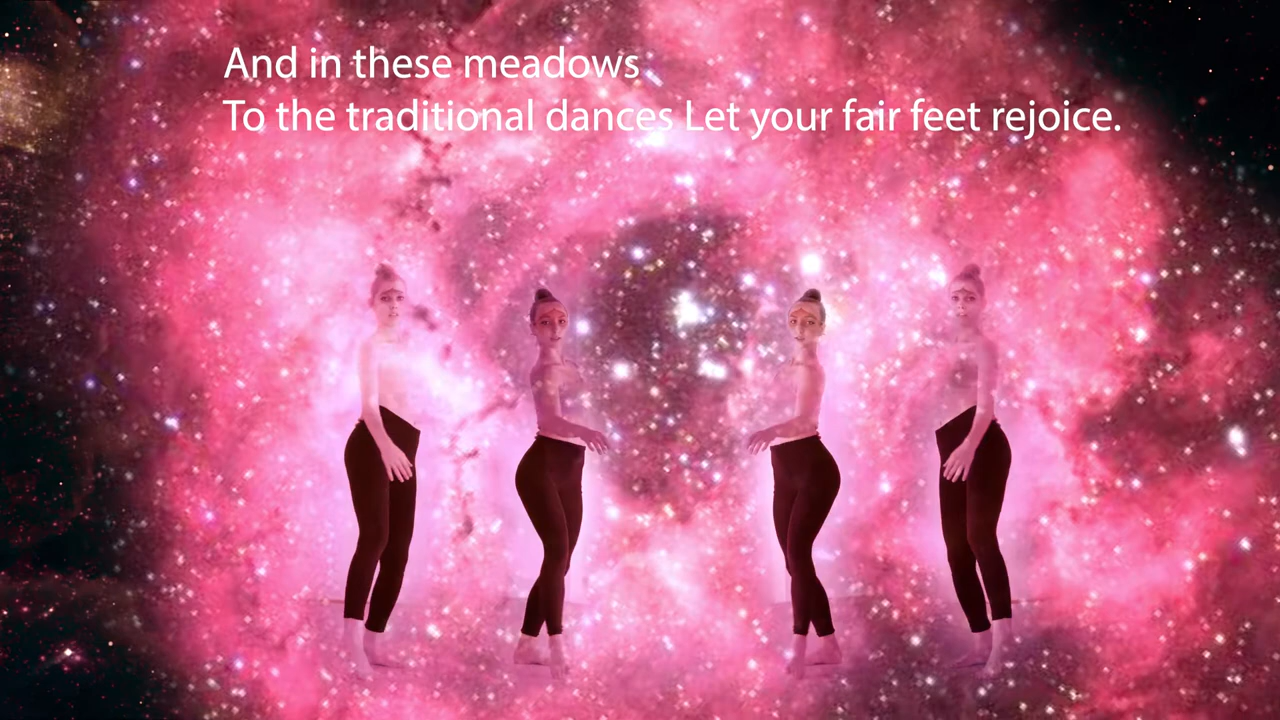 And in these meadows
To the traditional dances Let your fair feet rejoice.